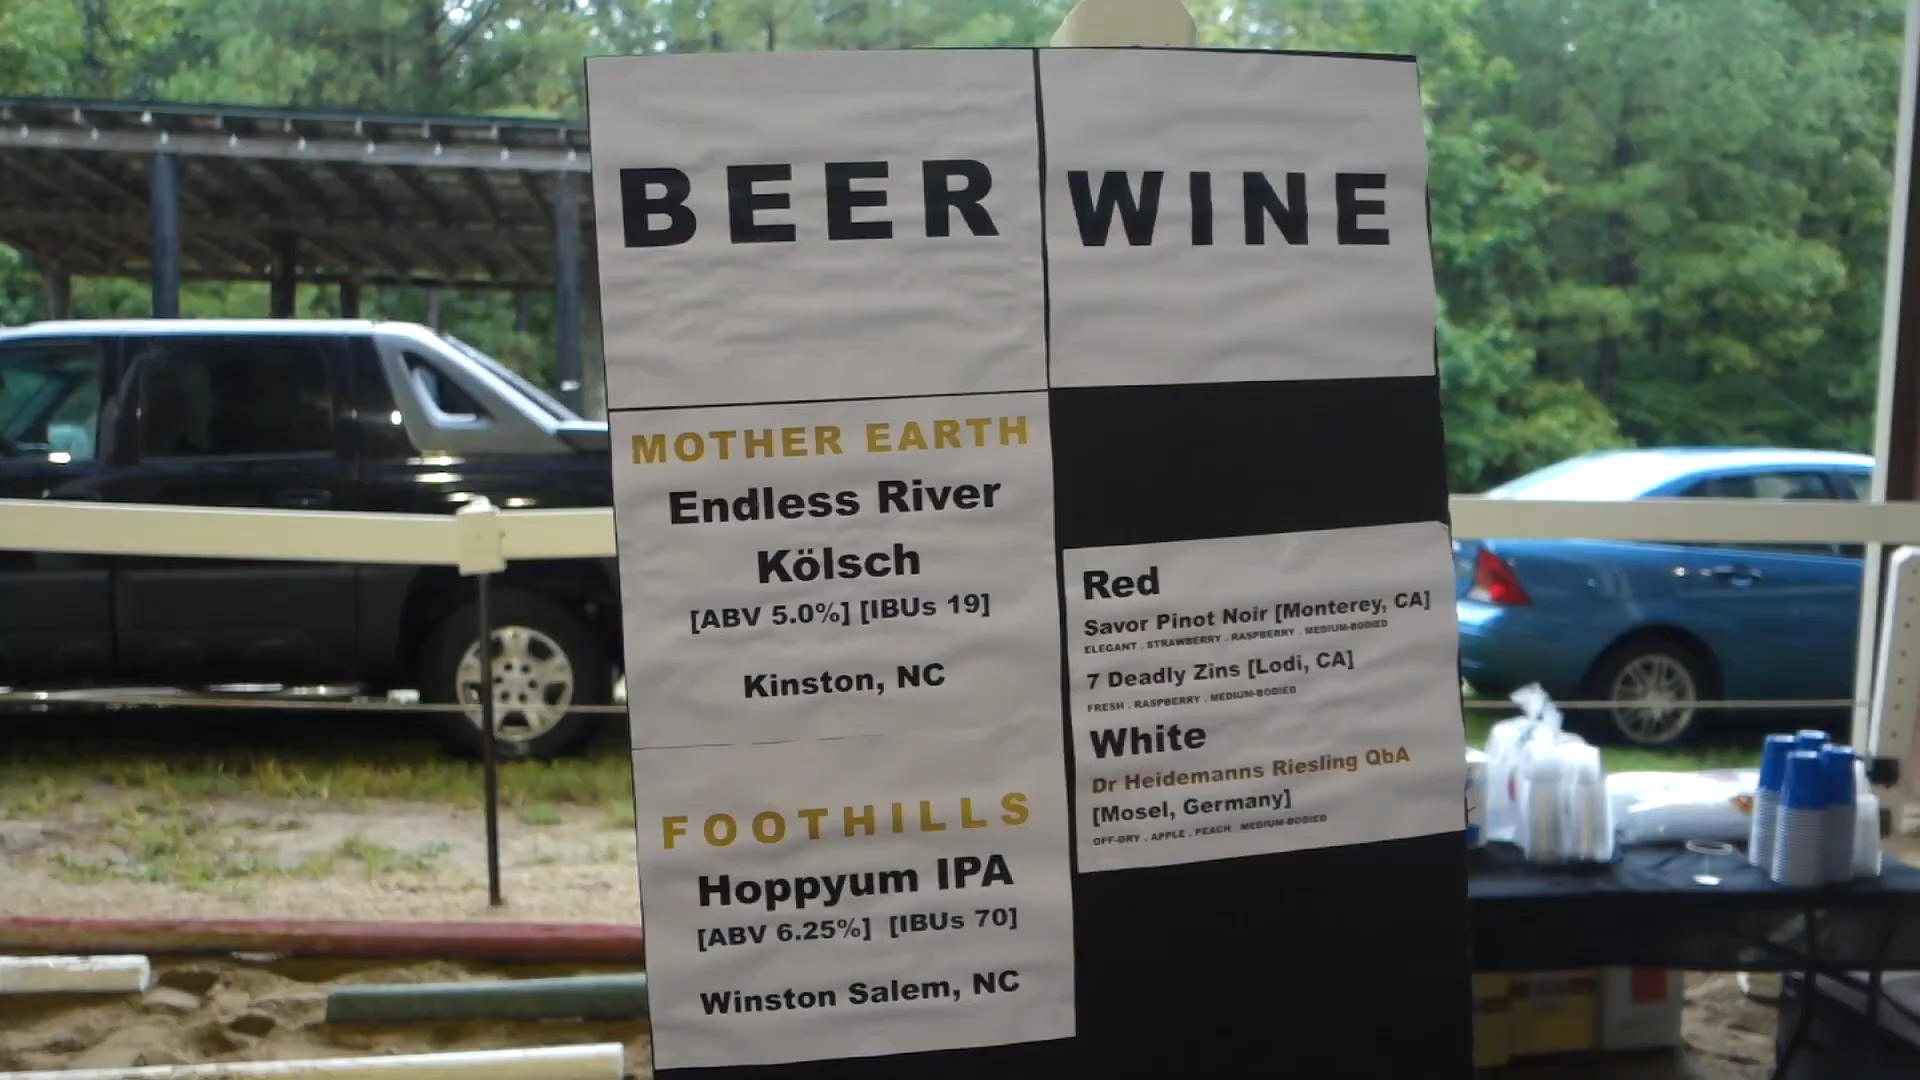 BEER
MOTHER EARTH
Endless River
Kölsch
[ABV 5.0%] [IBUs 19]
Kinston, NC
FOOTHILLS
Hoppyum IPA
[ABV 6.25%] [IBUs 70]
Winston Salem, NC
WINE
Red
Savor Pinot Noir [Monterey, CA]
ELEGANT . STRAWBERRY . RASPBERRY . MEDIUM-BODIED
7 Deadly Zins [Lodi, CA]
FRESH . RASPBERRY . MEDIUM-BODIED
White
Dr Heidemanns Riesling QbA
[Mosel, Germany]
OFF-DRY . APPLE . PEACH MEDIUM-BODIED